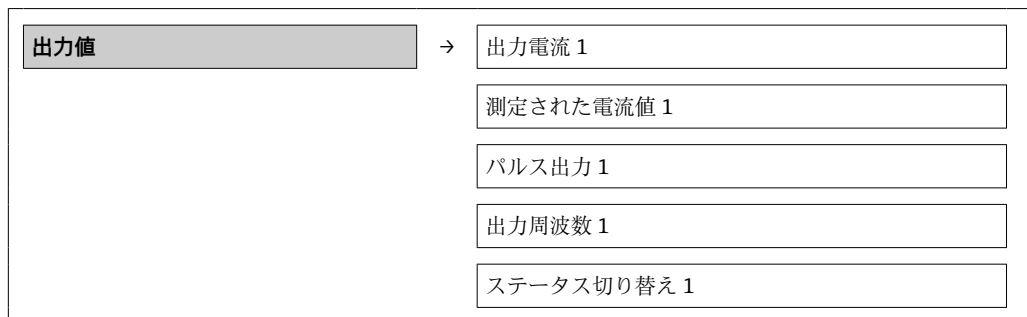 出力値 → 出力電流 1
測定された電流値 1
パルス出力 1
出力周波数 1
ステータス切り替え 1